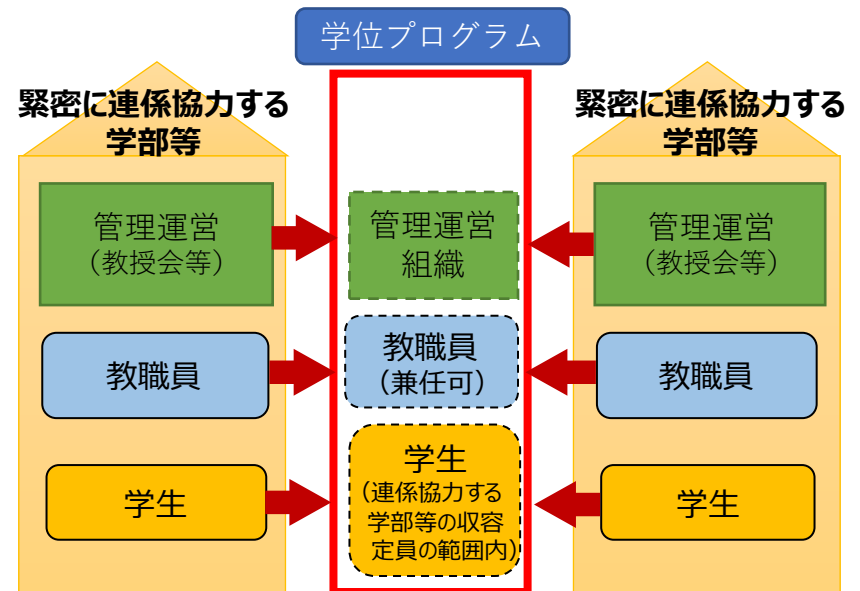 学位プログラム
緊密に連係協力する
学部等
管理運営
（教授会等）
教職員
学生
管理運営
組織
教職員
（兼任可）
学生
（連係協力する
学部等の収容
定員の範囲内）
緊密に連係協力する
学部等
管理運営
（教授会等）
教職員
学生